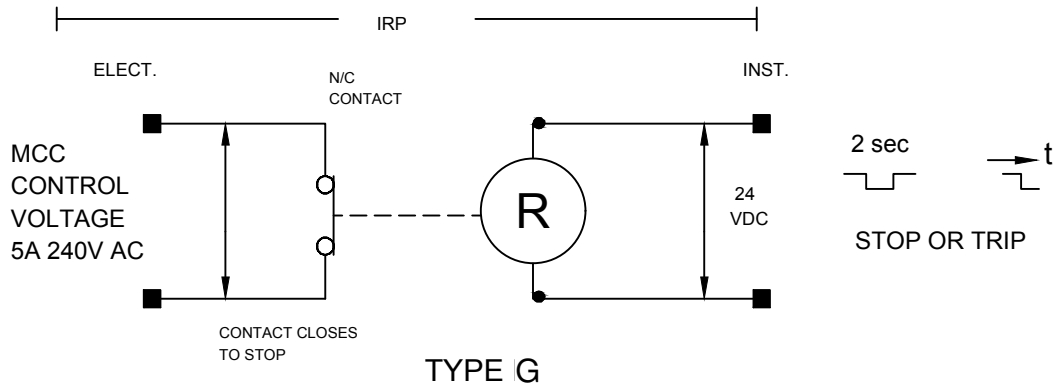 IRP
ELECT.
INST.
N/C
CONTACT
MCC
CONTROL
VOLTAGE
5A 240V AC
R
24
VDC
2 sec
t
STOP OR TRIP
CONTACT CLOSES
TO STOP
TYPE G